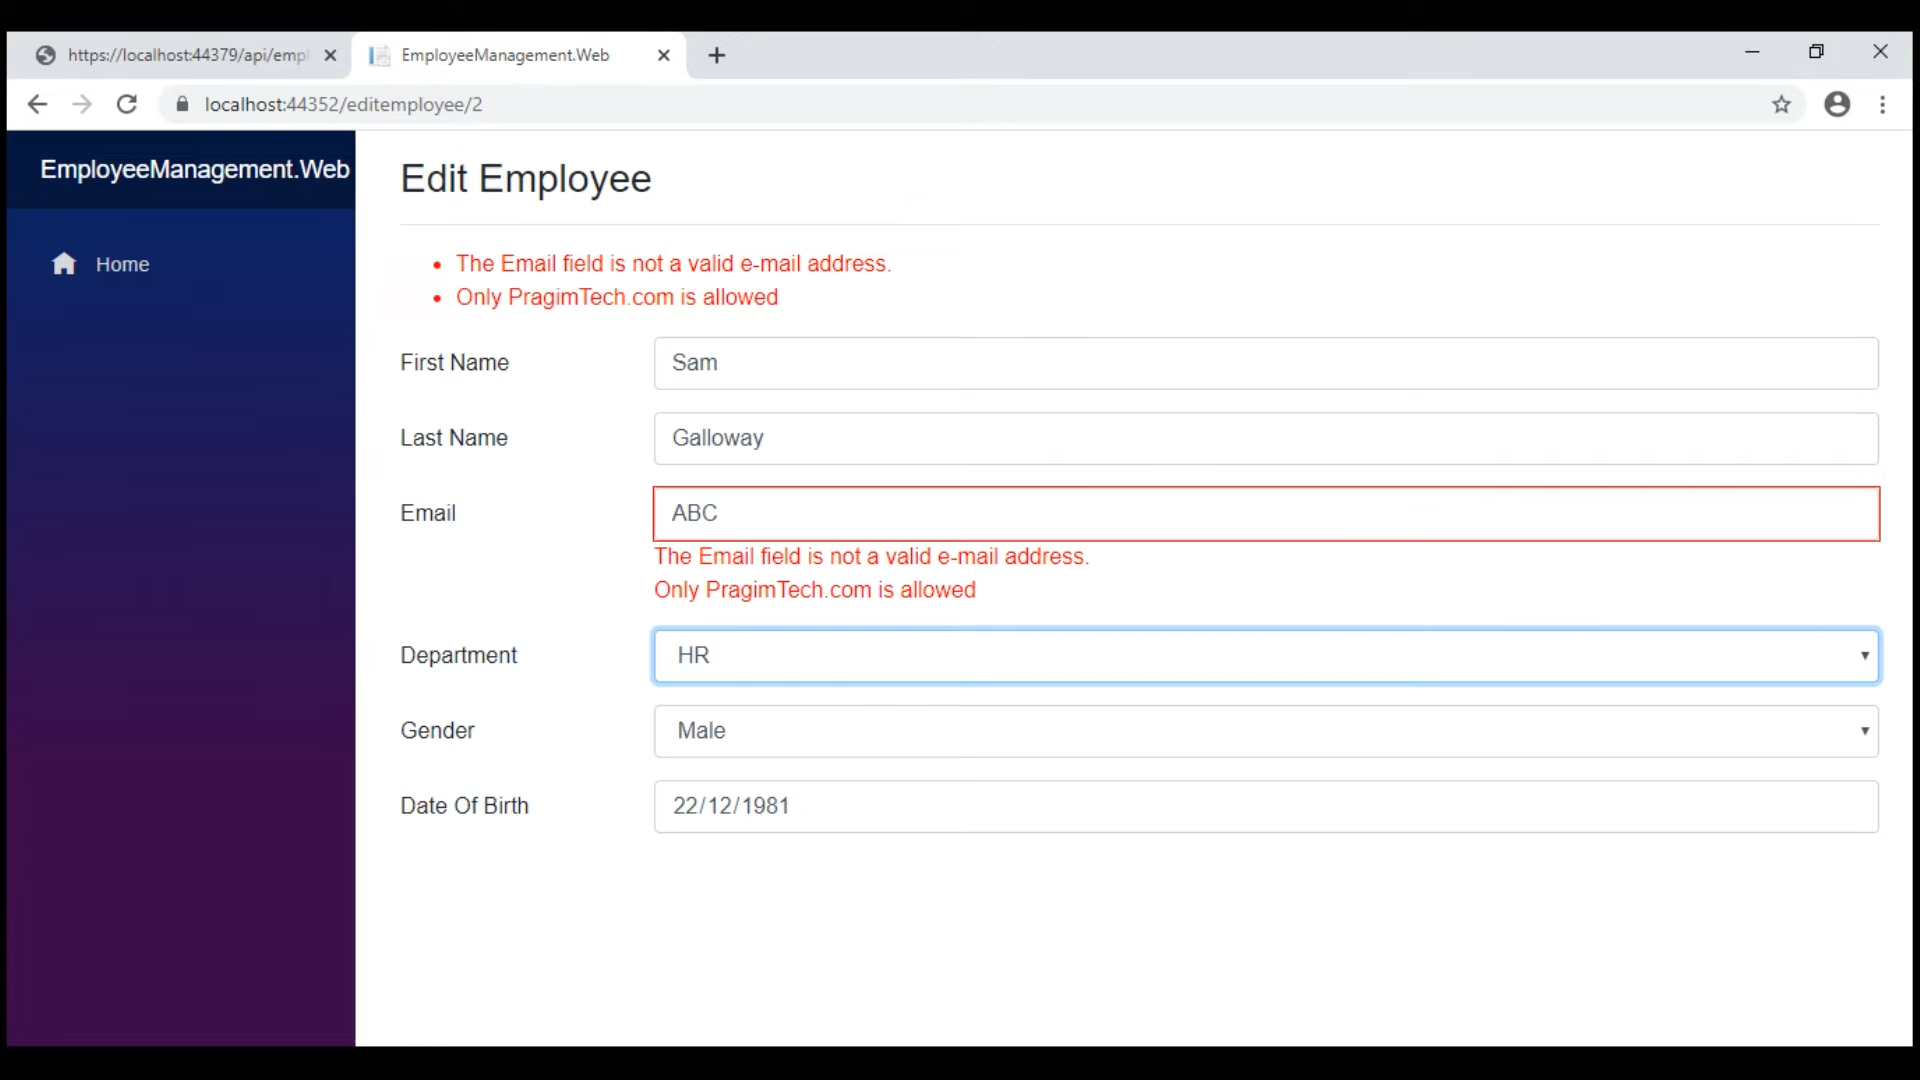 https://localhost:44379/api/empl
EmployeeManagement.Web
localhost:44352/editemployee/2
EmployeeManagement.Web
Home
Edit Employee
The Email field is not a valid e-mail address.
Only PragimTech.com is allowed
First Name
Sam
Last Name
Galloway
Email
ABC
The Email field is not a valid e-mail address.
Only PragimTech.com is allowed
Department
HR
Gender
Male
Date Of Birth
22/12/1981